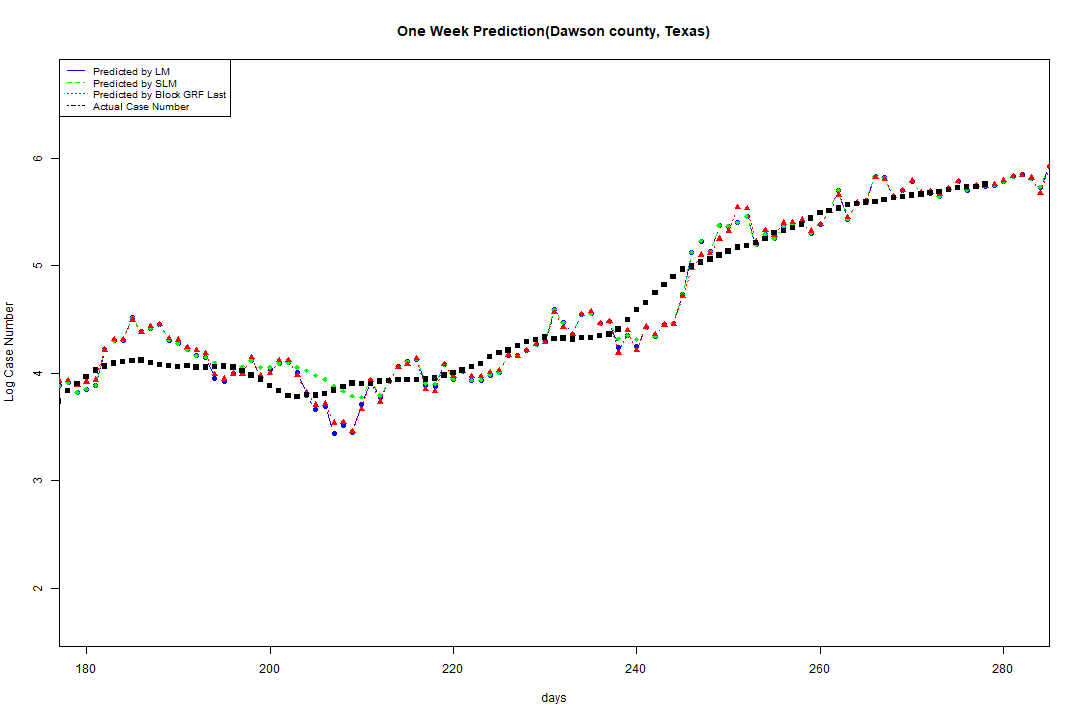 One Week Prediction(Dawson county, Texas)
Predicted by LM
Predicted by SLM
Predicted by Block GRF Last
Actual Case Number
Log Case Number
6
5
4
3
2
180 200 220 240 260 280
days